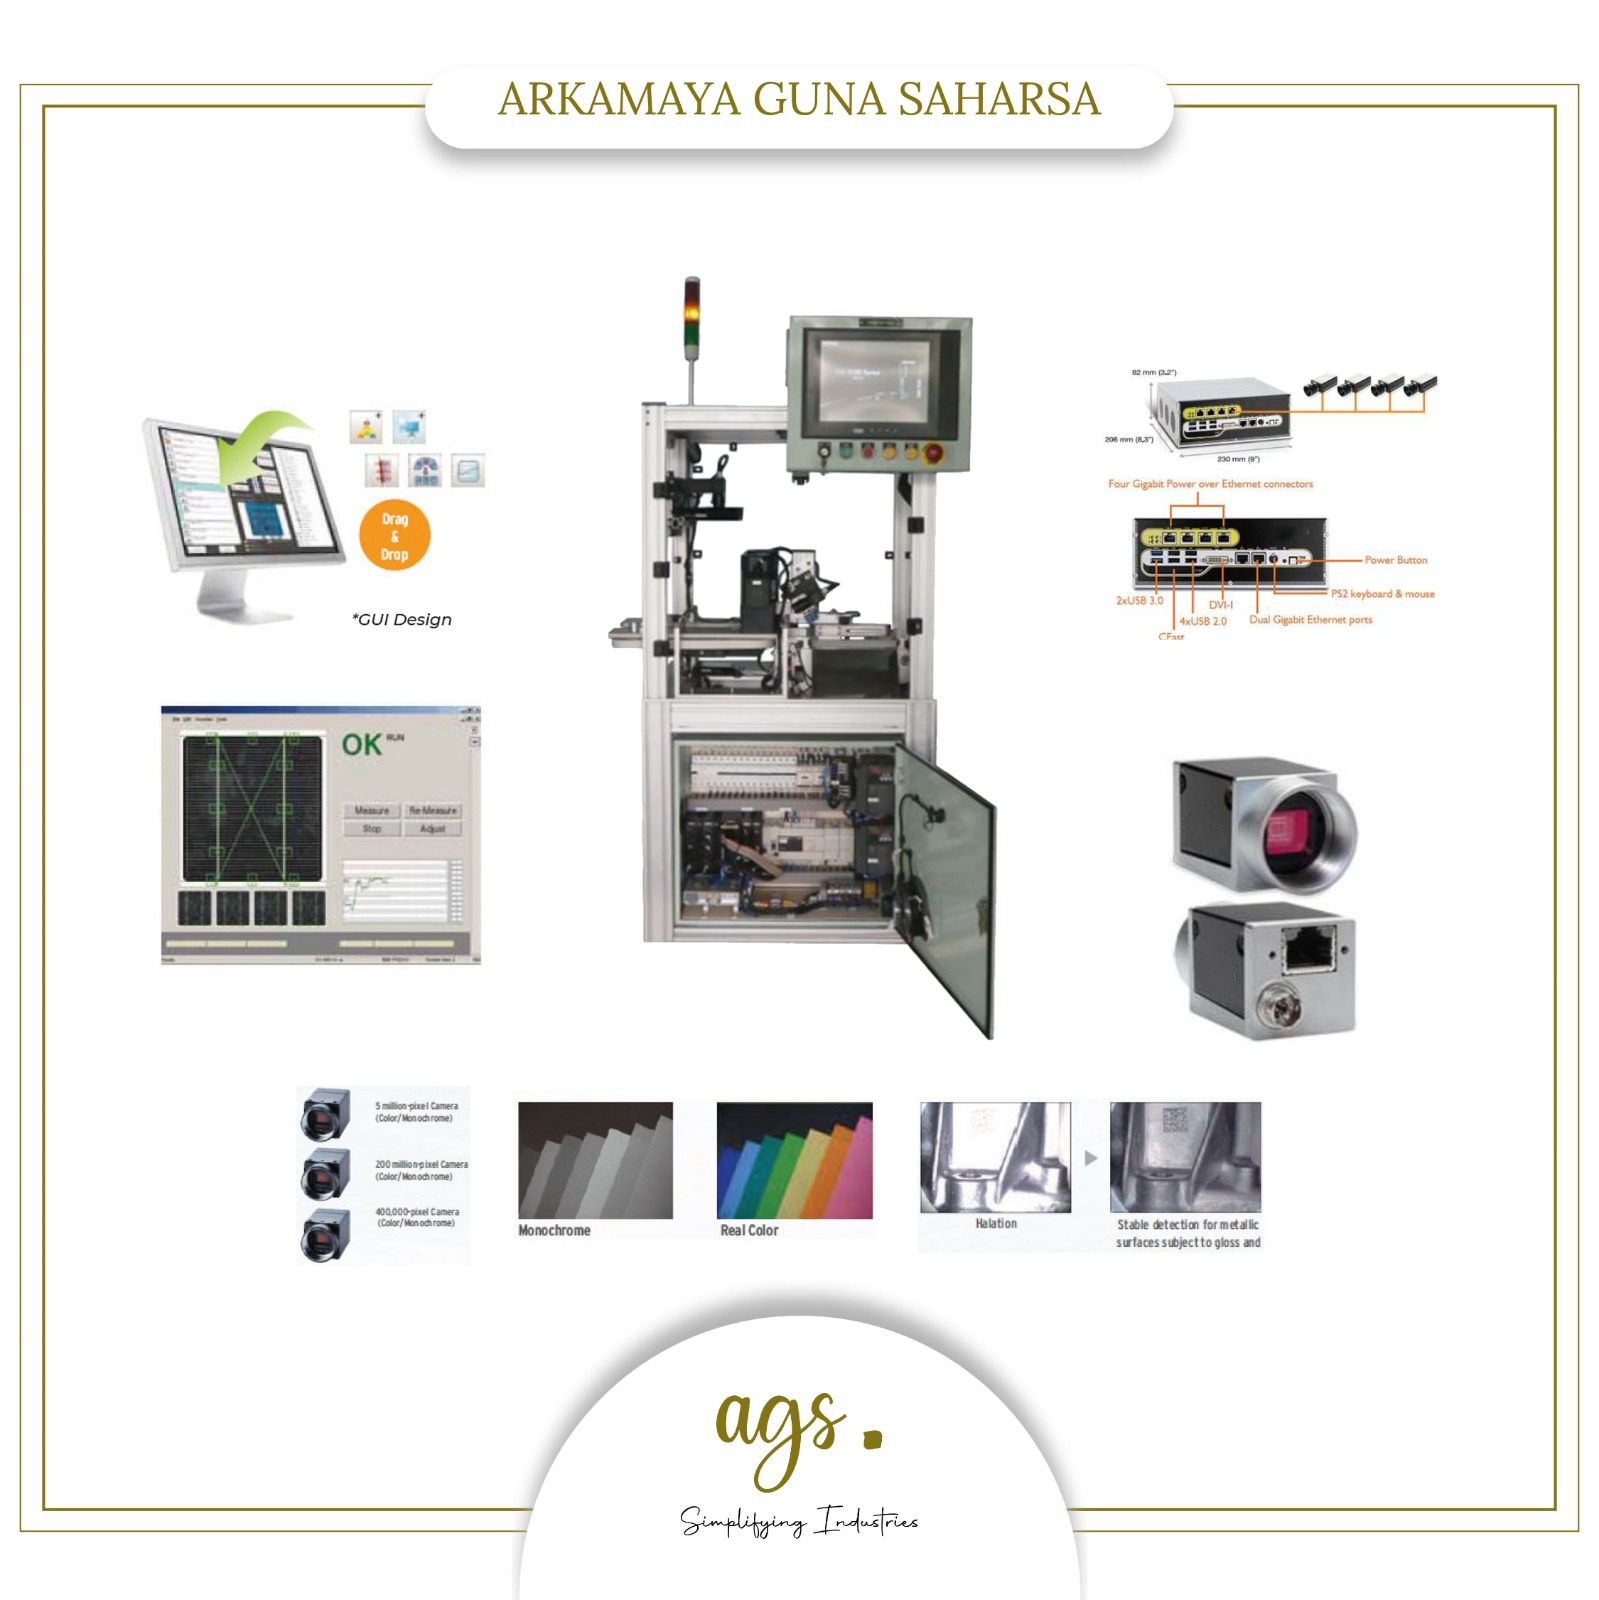 ARKAMAYA GUNA SAHARSA
82 mm (3,2")
206 mm (8,3")
230 mm (9")
Drag
&
Drop
*GUI Design
Four Gigabit Power over Ethernet connectors
Power Button
2xUSB 3.0
PS2 keyboard & mouse
DVI-I
4xUSB 2.0
Dual Gigabit Ethernet ports
CFast
OK RUN
Measure
Re-Measure
Stop
Adjust
5 million-pixel Camera
(Color/Monochrome)
200 million-pixel Camera
(Color/Monochrome)
400,000-pixel Camera
(Color/Monochrome)
Monochrome
Real Color
Halation
Stable detection for metallic
surfaces subject to gloss and
ags.
Simplifying Industries